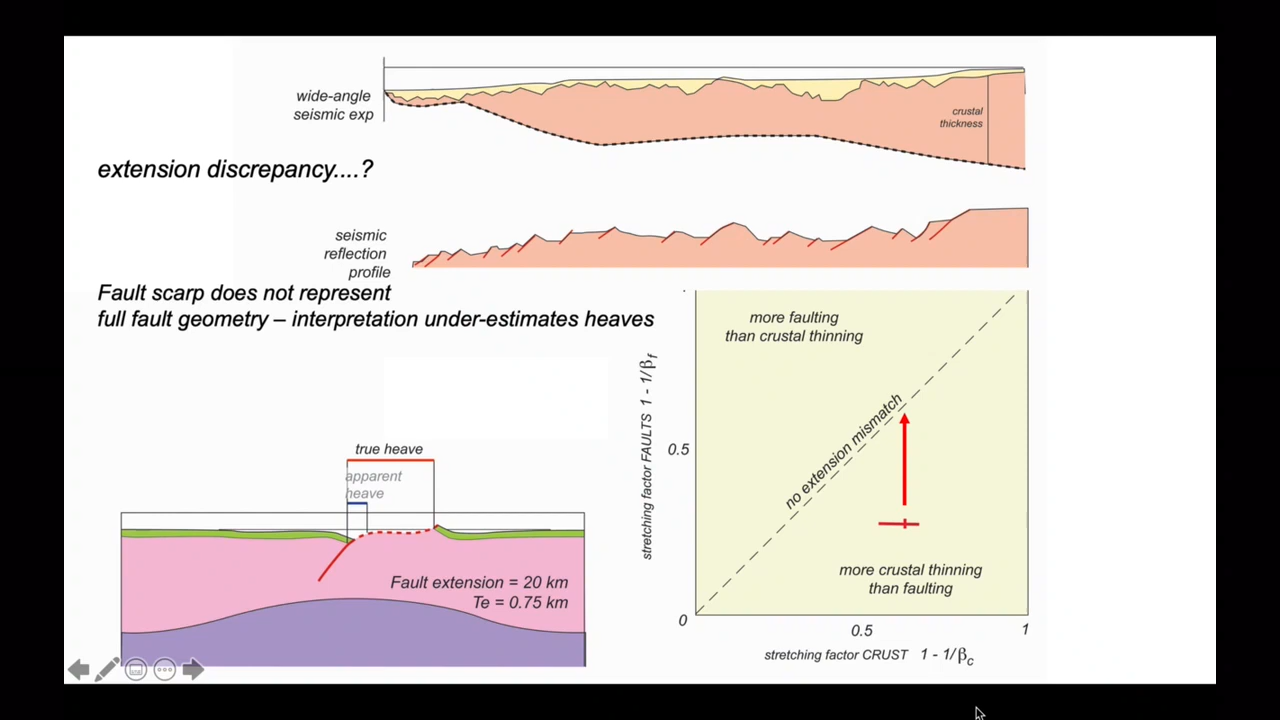 wide-angle
seismic exp
crustal
thickness
extension discrepancy....?
seismic
reflection
profile
Fault scarp does not represent
full fault geometry – interpretation under-estimates heaves
more faulting
than crustal thinning
stretching factor FAULTS 1 - 1/βf
0.5
no extension mismatch
true heave
apparent
heave
more crustal thinning
than faulting
Fault extension = 20 km
Te = 0.75 km
0
0.5
1
stretching factor CRUST 1 - 1/βc